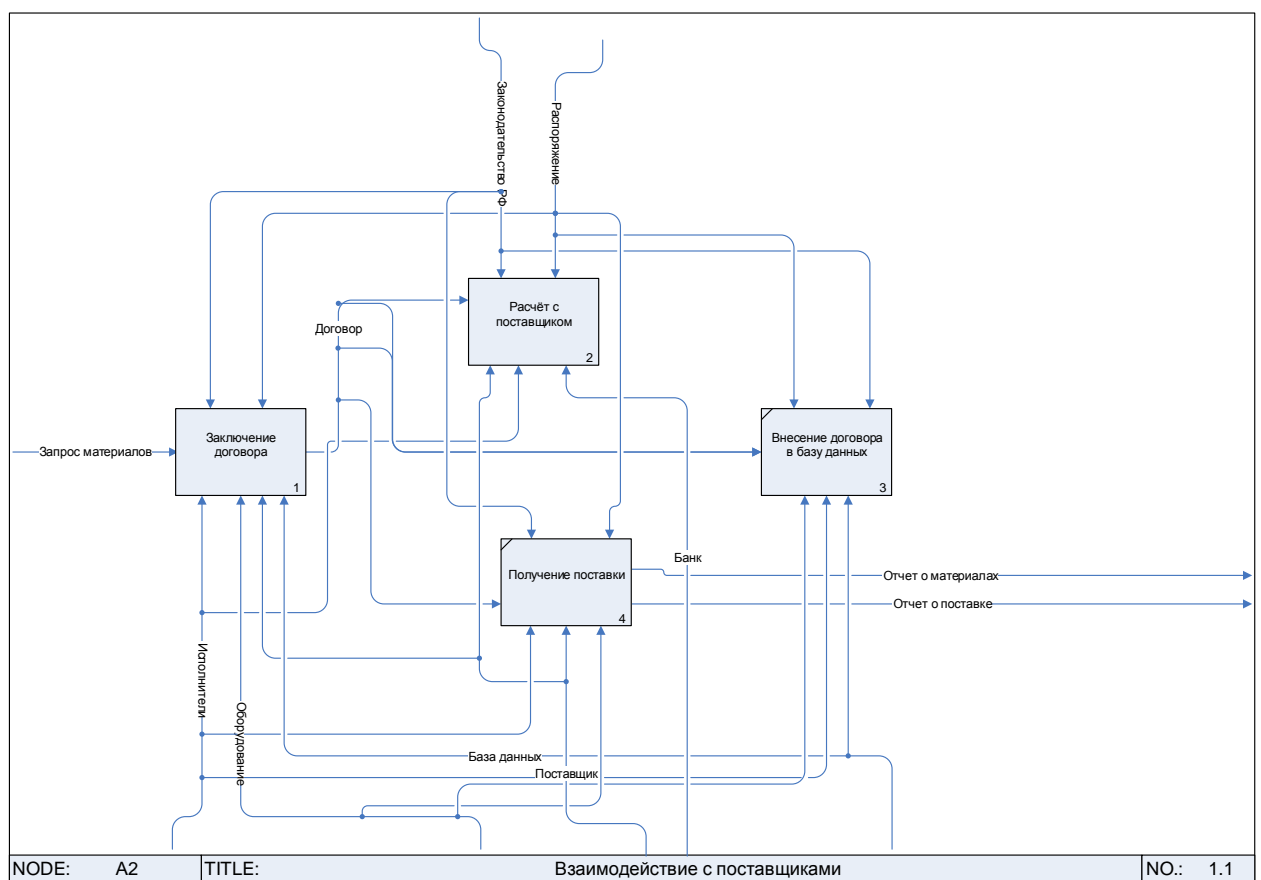 Законодательство РФ
Распоряжение
Расчёт с
поставщиком
2
Договор
Заключение
договора
1
Запрос материалов
Внесение договора
в базу данных
3
Банк
Получение поставки
4
Отчет о материалах
Отчет о поставке
Исполнители
Оборудование
База данных
Поставщик
NODE: A2 TITLE: Взаимодействие с поставщиками NO.: 1.1